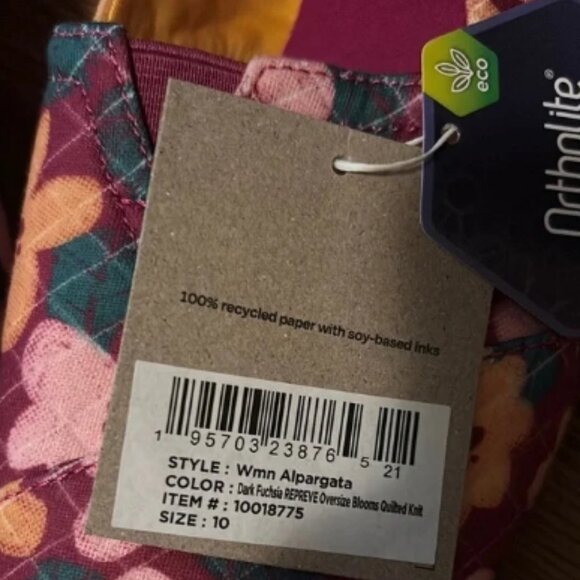 eco
Ortholite®
100% recycled paper with soy-based inks
1 95703 23876 5 21
STYLE : Wmn Alpargata
COLOR : Dark Fuchsia REPREVE Oversize Blooms Quilted Knit
ITEM # : 10018775
SIZE : 10